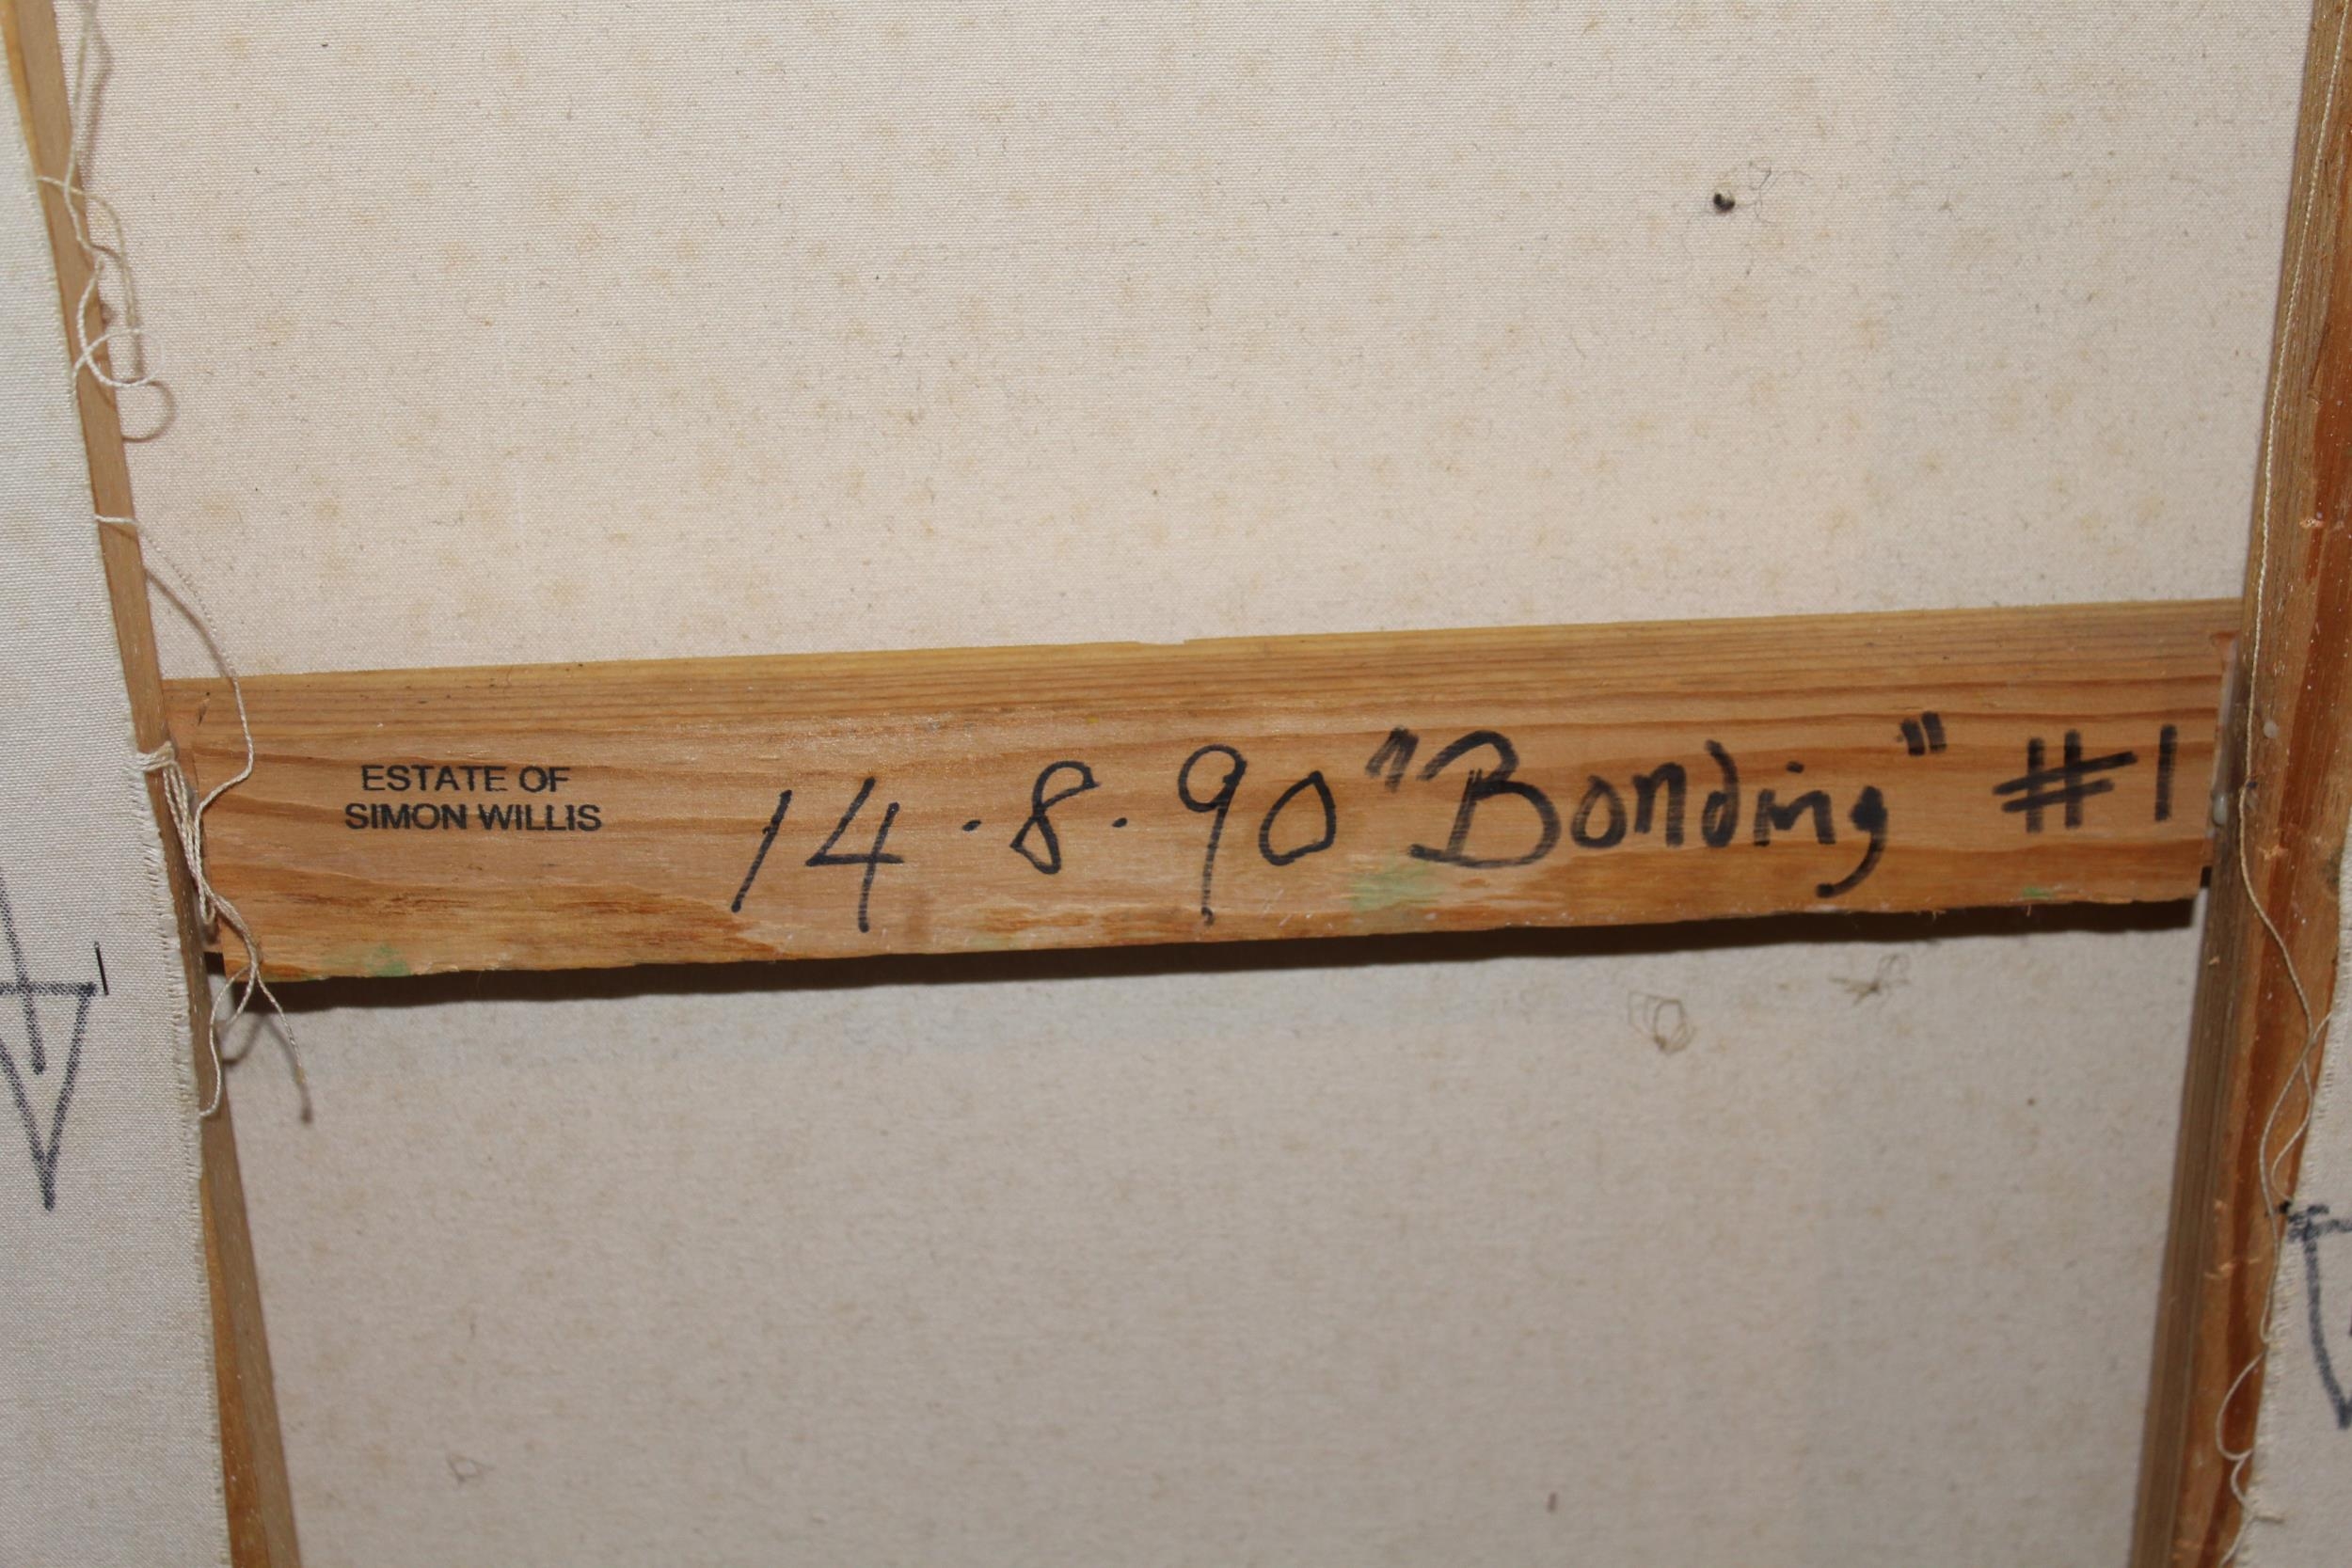 ESTATE OF
SIMON WILLIS
14.8.90 "Bonding" #1